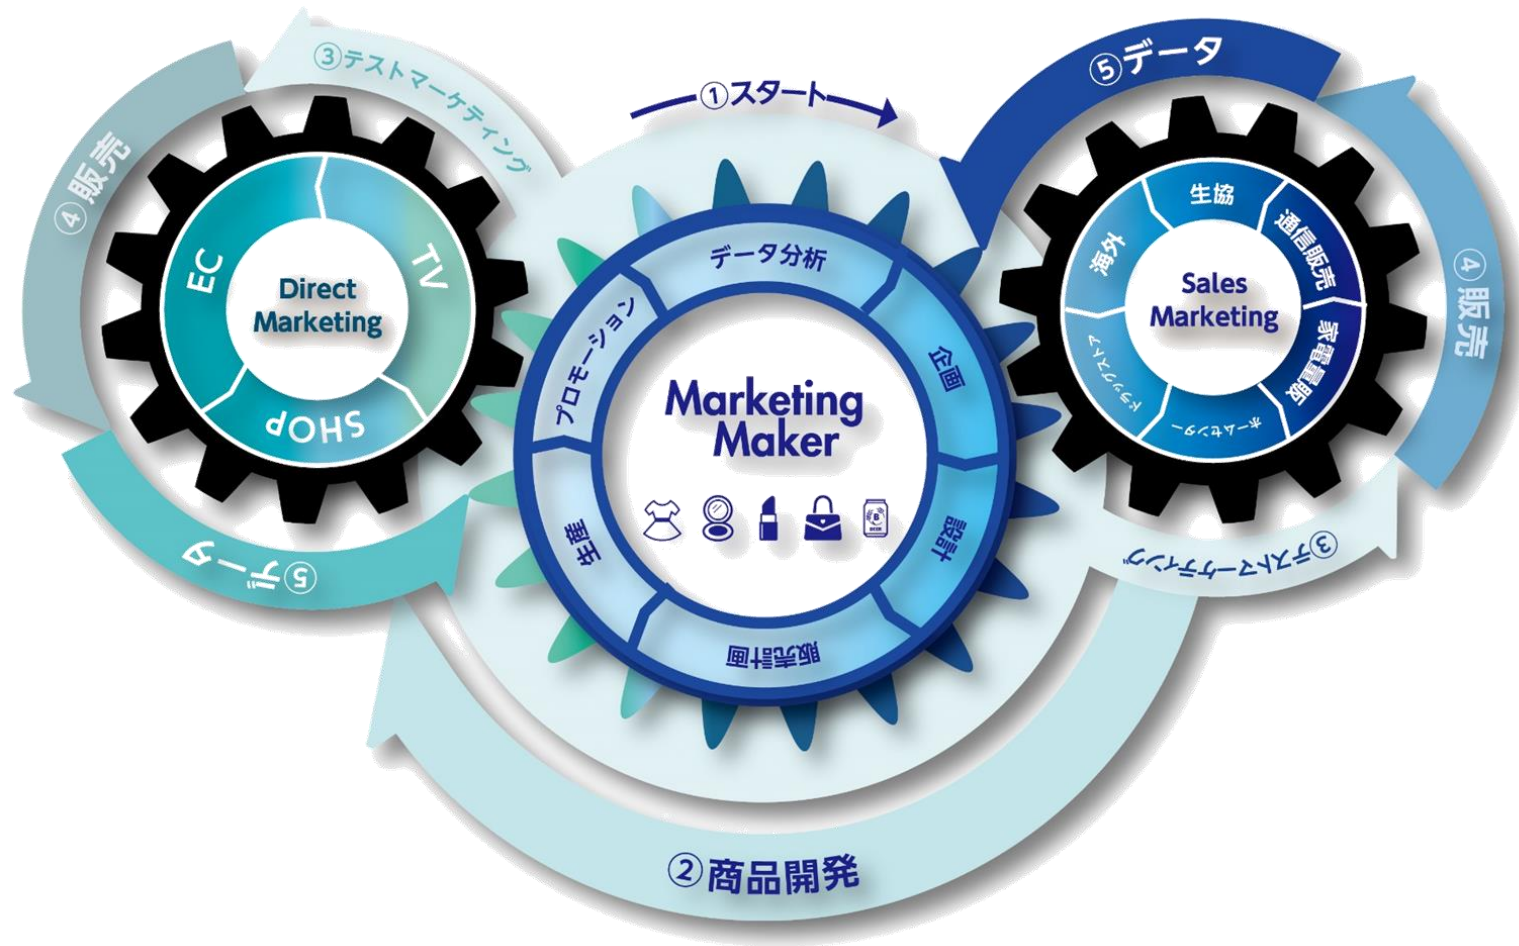 ①スタート
②商品開発
③テストマーケティング
④販売
⑤データ
Direct
Marketing
EC
TV
SHOP
Marketing
Maker
データ分析
企画
設計
販売計画
生産
プロモーション
⑤データ
④販売
③テストマーケティング
Sales
Marketing
生協
通信販売
家電量販
ホームセンター
ドラッグストア
海外